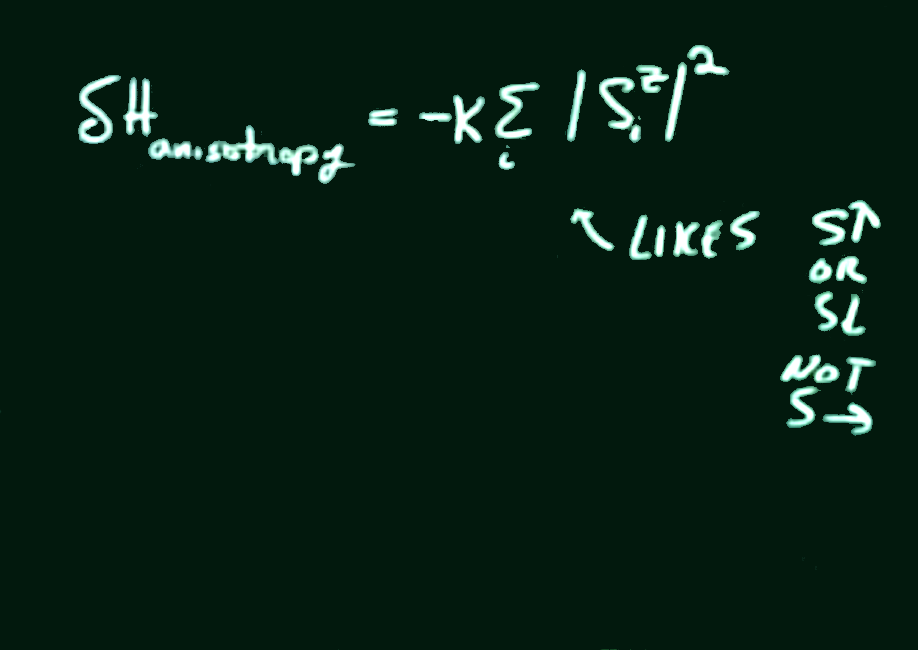 δH_anisotropy = -K Σ_i |S_i^z|^2
↖ LIKES S↑
OR
S↓
NOT
S→